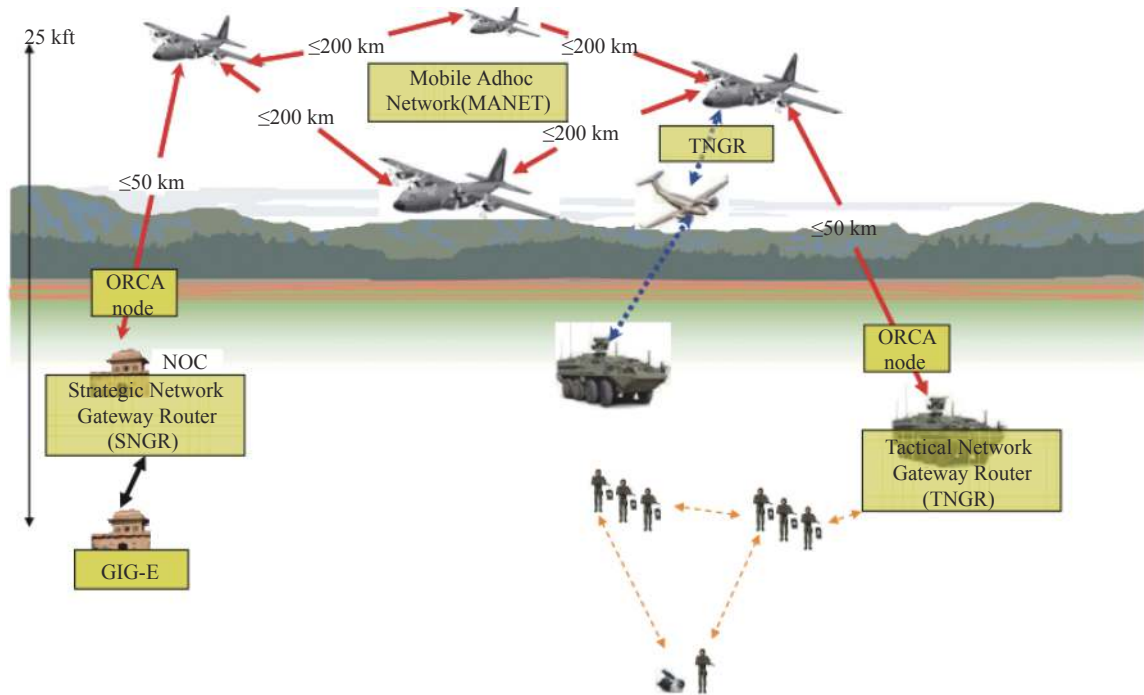 25 kft
≤200 km
≤200 km
Mobile Adhoc
Network(MANET)
≤200 km
≤200 km
TNGR
≤50 km
≤50 km
ORCA
node
ORCA
node
NOC
Strategic Network
Gateway Router
(SNGR)
Tactical Network
Gateway Router
(TNGR)
GIG-E